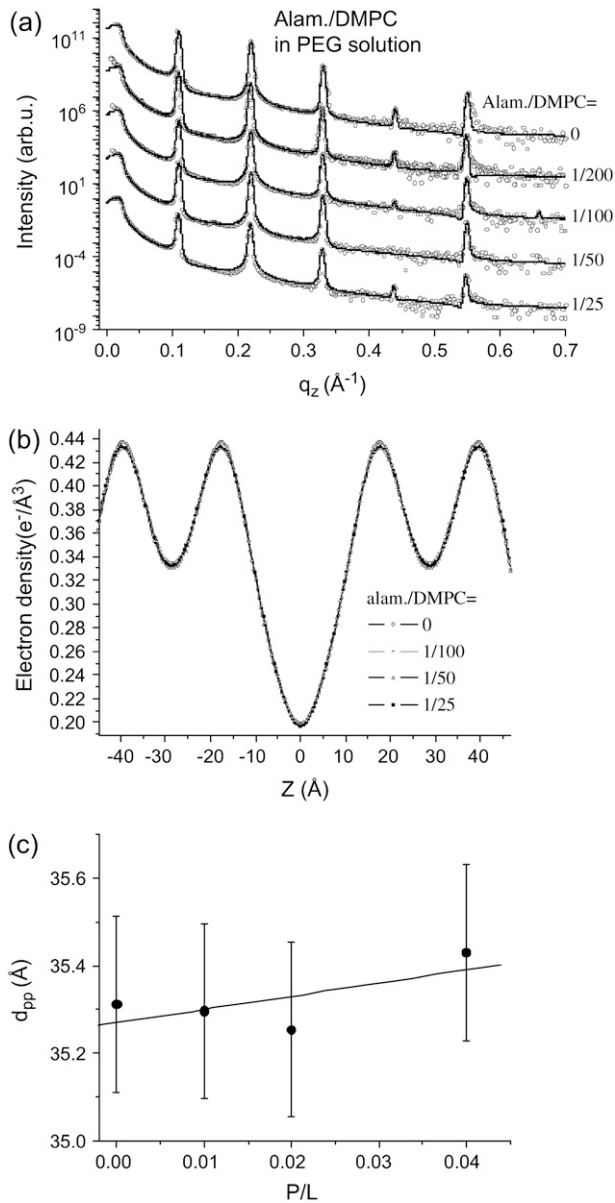 (a)
Alam./DMPC
in PEG solution
Intensity (arb.u.)
10^11
10^6
10^1
10^-4
10^-9
Alam./DMPC=
0
1/200
1/100
1/50
1/25
0.0 0.1 0.2 0.3 0.4 0.5 0.6 0.7
q_z (Å^-1)
(b)
Electron density(e^-/Å^3)
0.44
0.42
0.40
0.38
0.36
0.34
0.32
0.30
0.28
0.26
0.24
0.22
0.20
alam./DMPC=
0
1/100
1/50
1/25
-40 -30 -20 -10 0 10 20 30 40
Z (Å)
(c)
d_pp (Å)
35.6
35.4
35.2
35.0
0.00 0.01 0.02 0.03 0.04
P/L